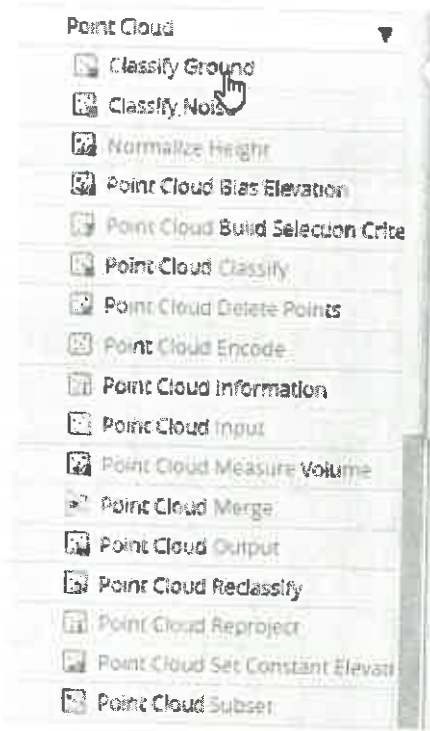 Point Cloud
Classify Ground
Classify Noise
Normalize Height
Point Cloud Bias Elevation
Point Cloud Build Selection Crite
Point Cloud Classify
Point Cloud Delete Points
Point Cloud Encode
Point Cloud Information
Point Cloud Input
Point Cloud Measure Volume
Point Cloud Merge
Point Cloud Output
Point Cloud Reclassify
Point Cloud Reproject
Point Cloud Set Constant Elevati
Point Cloud Subset